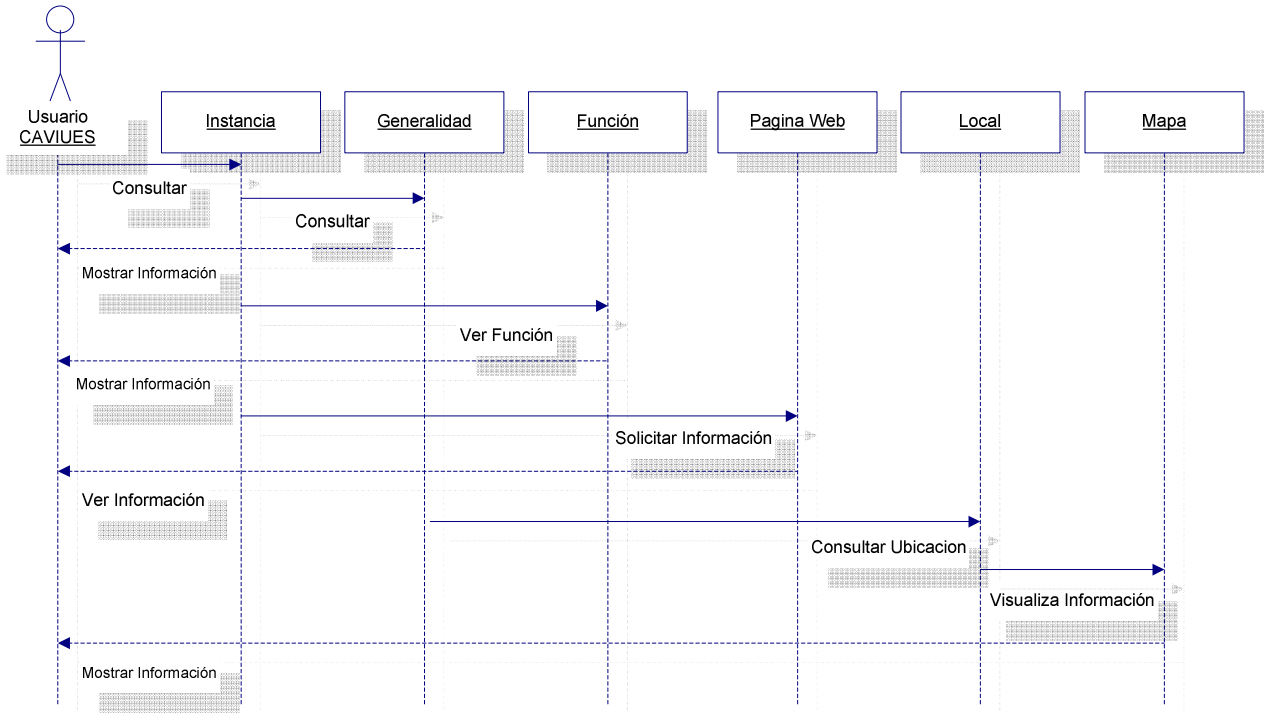 Usuario
CAVIUES
Instancia
Generalidad
Función
Pagina Web
Local
Mapa
Consultar
Consultar
Mostrar Información
Ver Función
Mostrar Información
Solicitar Información
Ver Información
Consultar Ubicacion
Visualiza Información
Mostrar Información